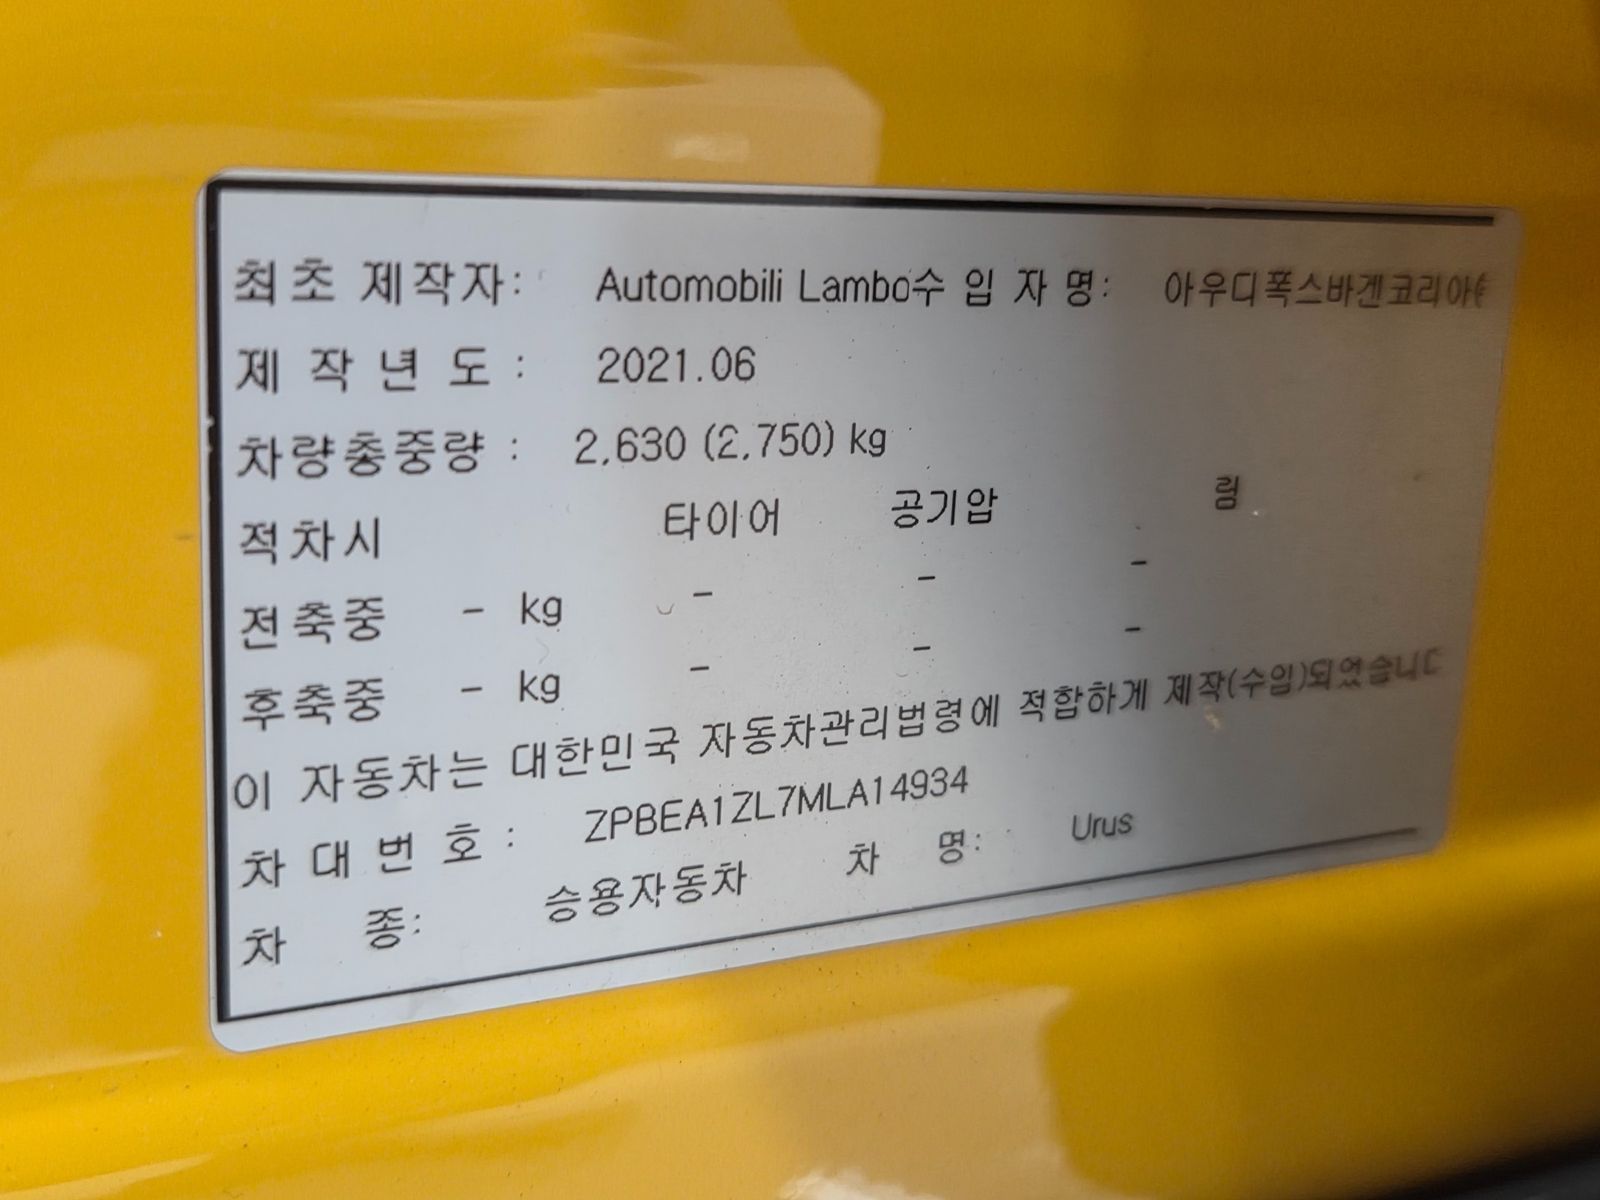 최초 제작자: Automobili Lambo수 입 자 명: 아우디폭스바겐코리아
제 작 년 도 : 2021.06
차량총중량 : 2,630 (2,750) kg
적차시 타이어 공기압 림
전축중 - kg - - -
후축중 - kg - - -
이 자동차는 대한민국 자동차관리법령에 적합하게 제작(수입)되었습니다
차 대 번 호 : ZPBEA1ZL7MLA14934
차 종: 승용자동차 차 명: Urus